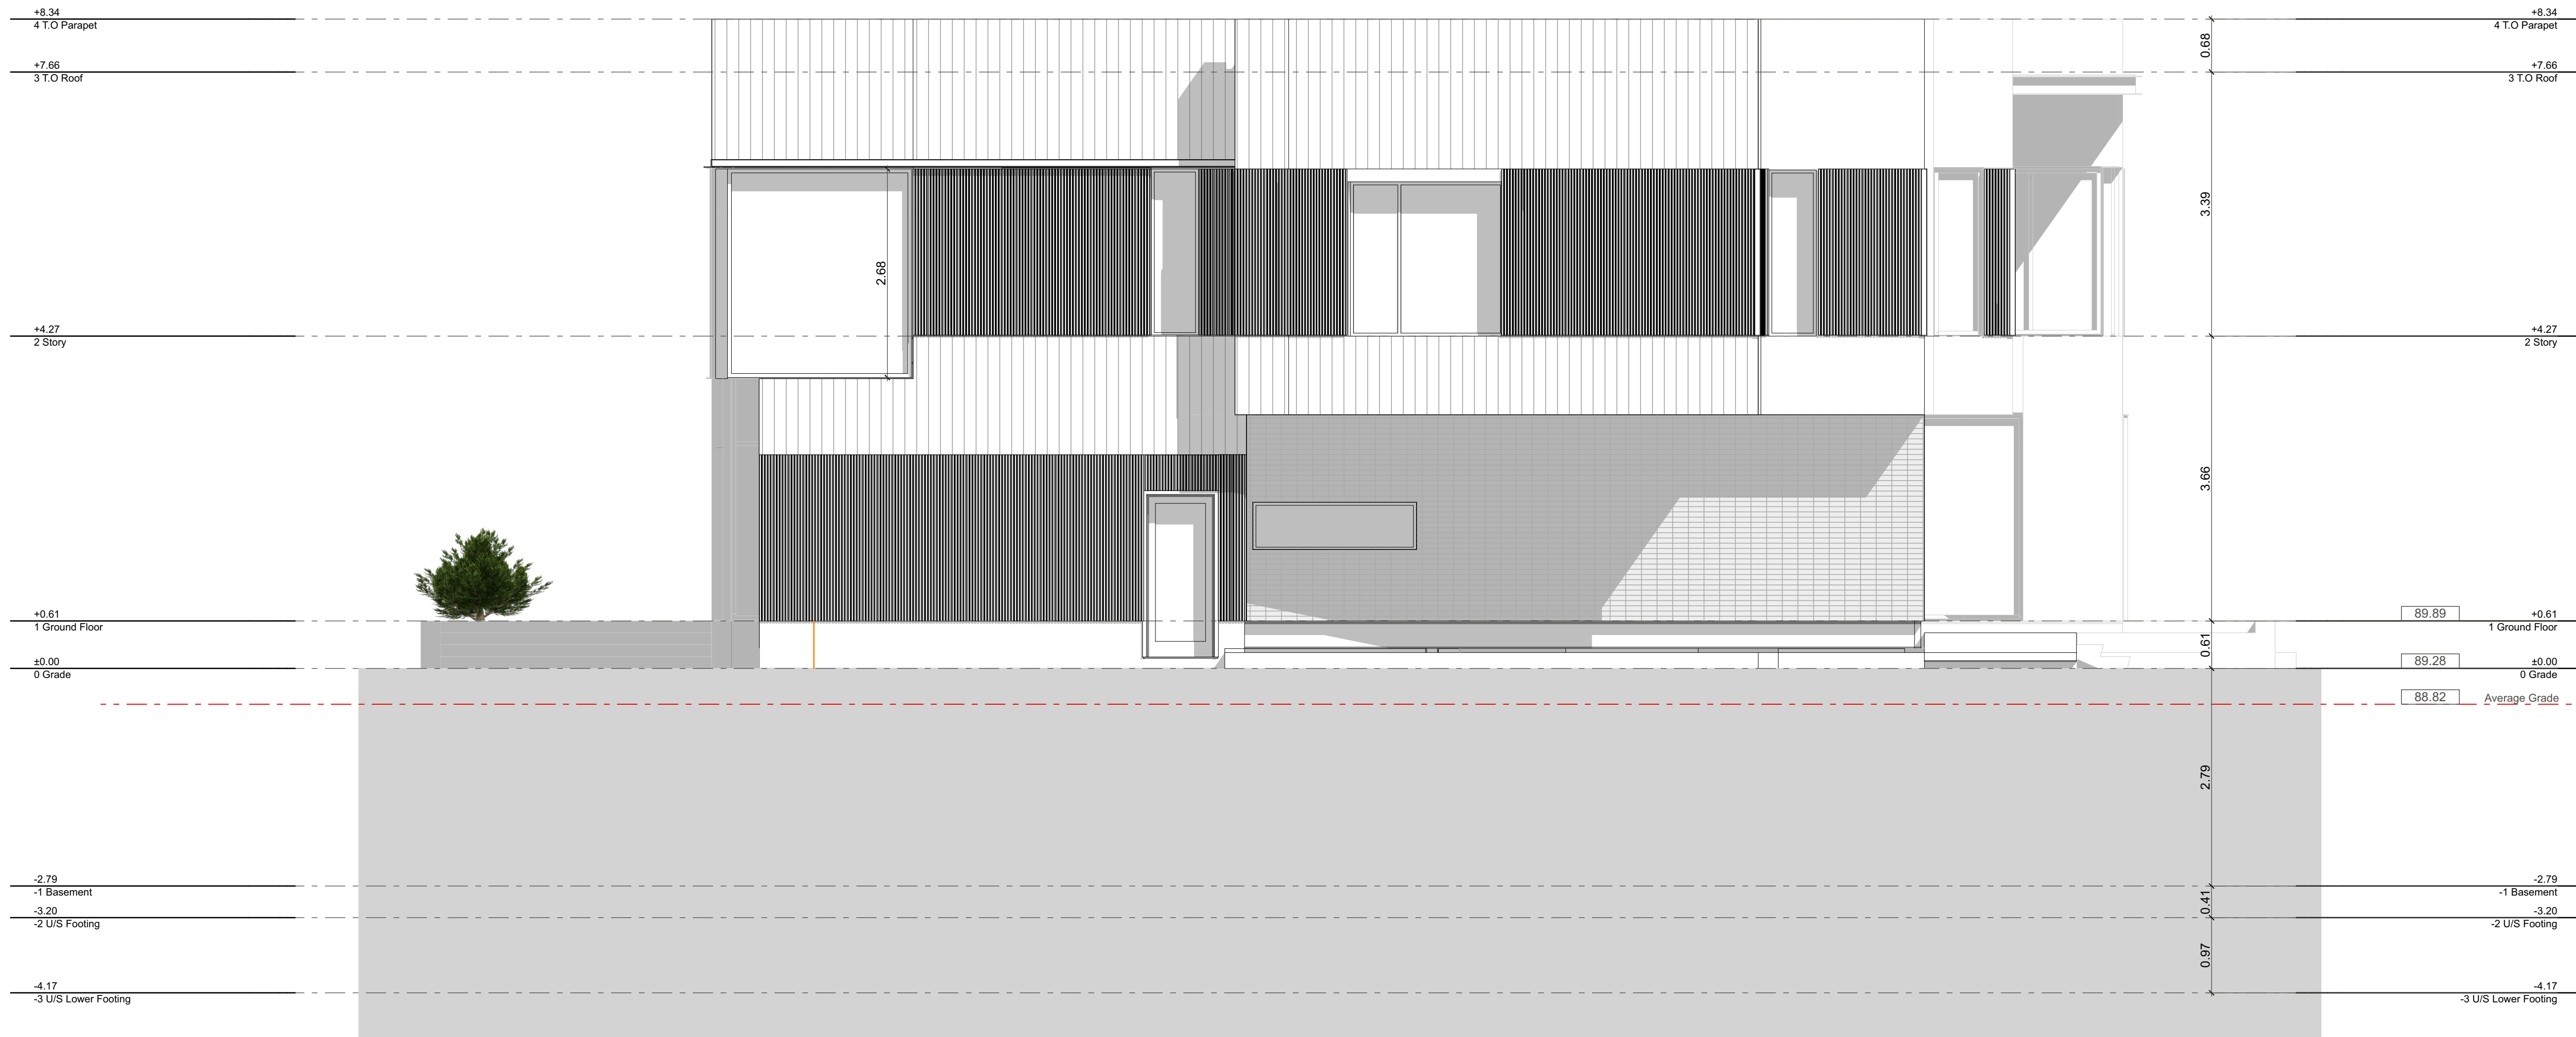 +8.34
4 T.O Parapet
+8.34
4 T.O Parapet
0.68
+7.66
3 T.O Roof
+7.66
3 T.O Roof
3.39
2.68
+4.27
2 Story
+4.27
2 Story
3.66
+0.61
1 Ground Floor
89.89
+0.61
1 Ground Floor
0.61
±0.00
0 Grade
89.28
±0.00
0 Grade
88.82
Average Grade
2.79
-2.79
-1 Basement
-2.79
-1 Basement
0.41
-3.20
-2 U/S Footing
-3.20
-2 U/S Footing
0.97
-4.17
-3 U/S Lower Footing
-4.17
-3 U/S Lower Footing